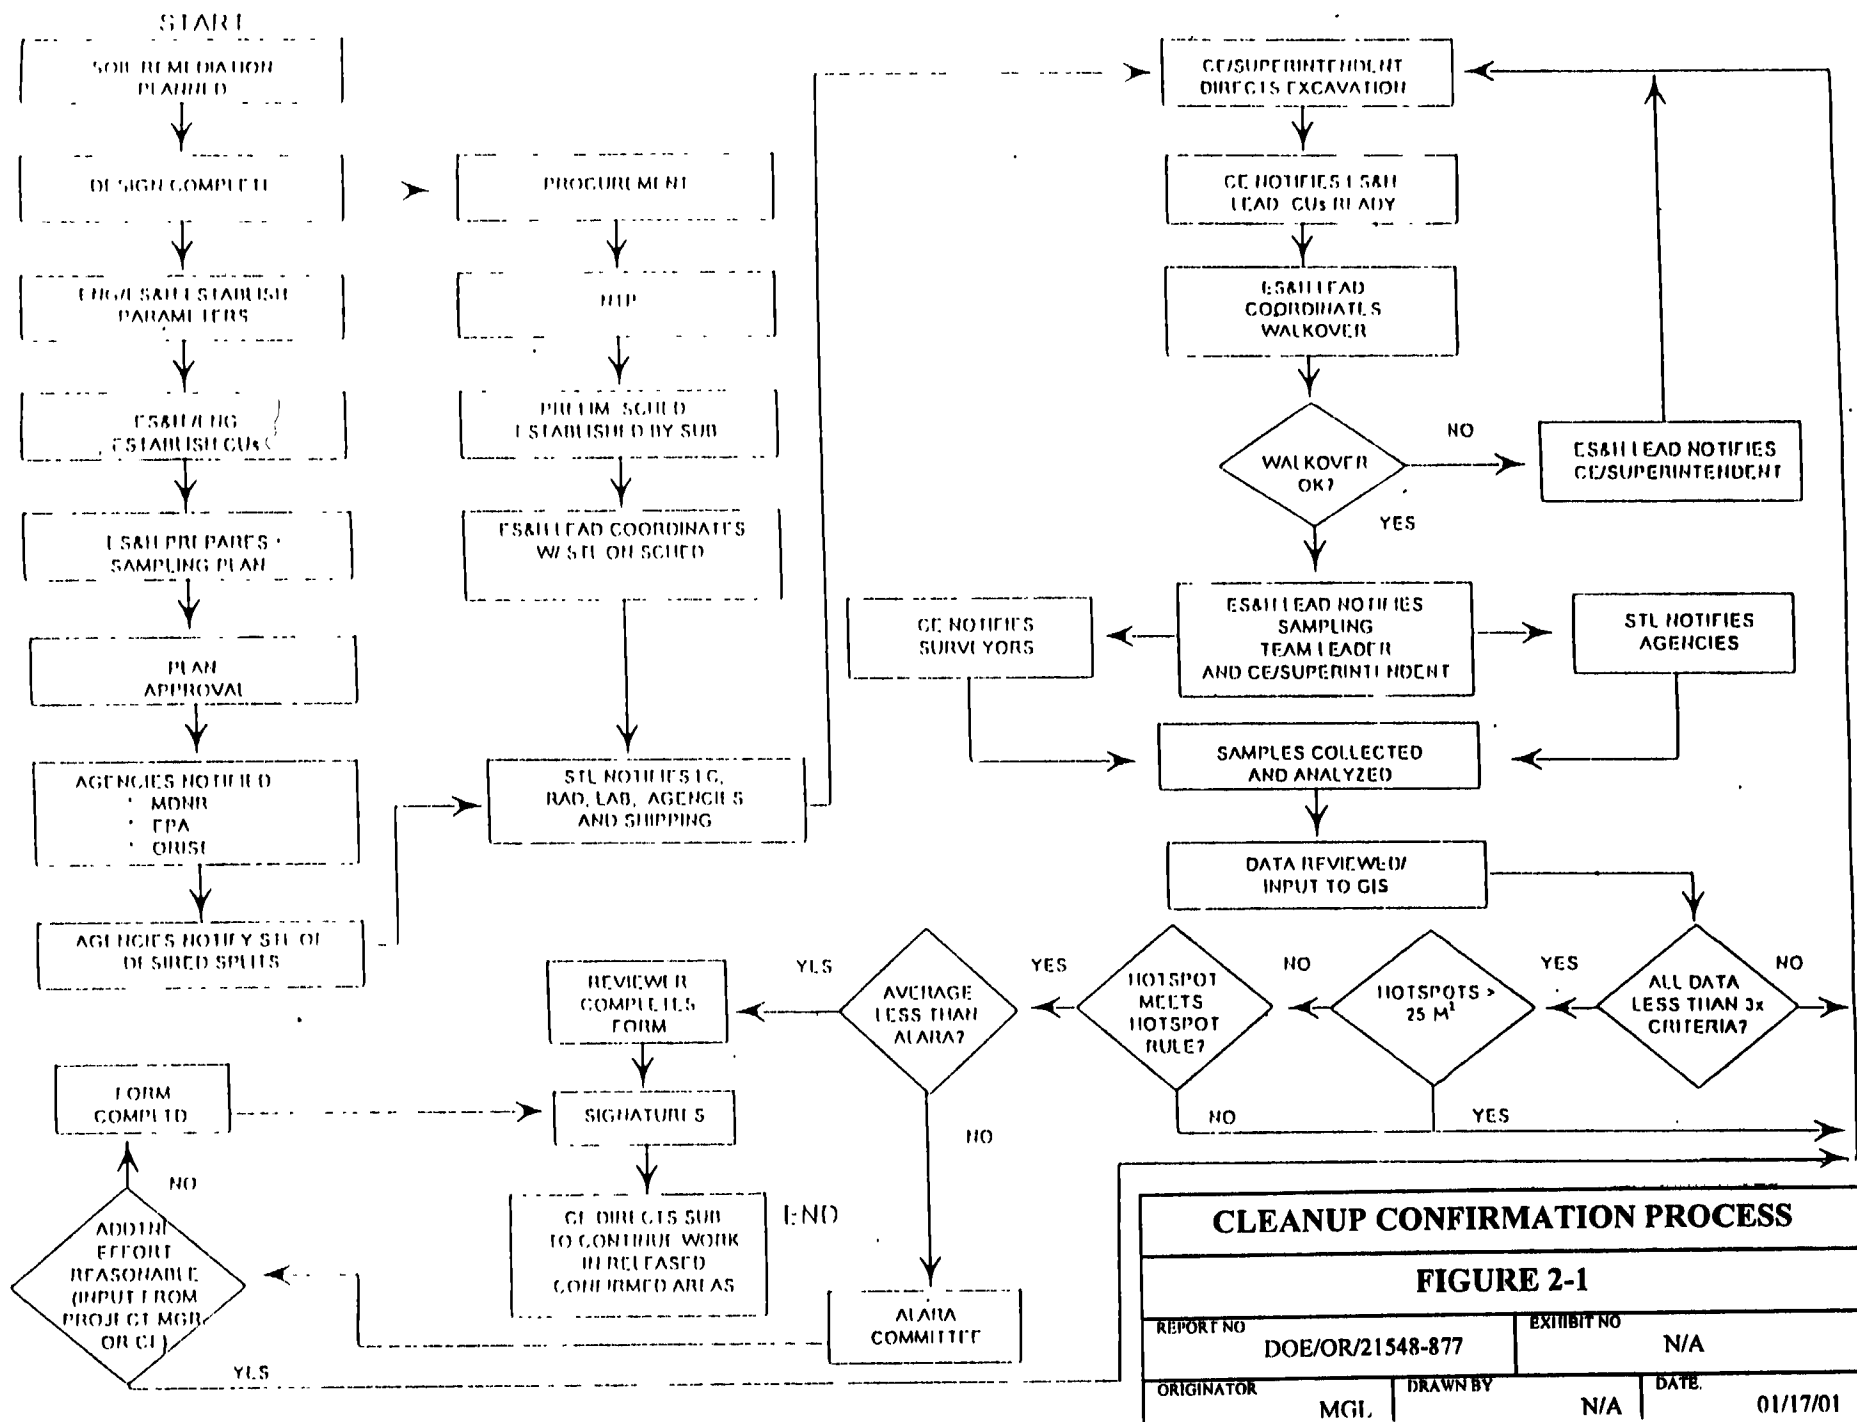 START
SOIL REMEDIATION
PLANNED
DESIGN COMPLETE
ENG/ES&H ESTABLISH
PARAMETERS
ES&H/ENG
ESTABLISH CUs
ES&H PREPARES
SAMPLING PLAN
PLAN
APPROVAL
AGENCIES NOTIFIED
* MDNR
* EPA
* ORISE
AGENCIES NOTIFY STL OF
DESIRED SPLITS
PROCUREMENT
NTP
PRELIM SCHED
ESTABLISHED BY SUB
ES&H LEAD COORDINATES
W/ STL ON SCHED
STL NOTIFIES
RAD, LAB, AGENCIES
AND SHIPPING
CE/SUPERINTENDENT
DIRECTS EXCAVATION
CE NOTIFIES ES&H
LEAD CUs READY
ES&H LEAD
COORDINATES
WALKOVER
WALKOVER
OK?
NO
ES&H LEAD NOTIFIES
CE/SUPERINTENDENT
YES
CE NOTIFIES
SURVEYORS
ES&H LEAD NOTIFIES
SAMPLING
TEAM LEADER
AND CE/SUPERINTENDENT
STL NOTIFIES
AGENCIES
SAMPLES COLLECTED
AND ANALYZED
DATA REVIEWED/
INPUT TO GIS
ALL DATA
LESS THAN 3x
CRITERIA?
NO
YES
HOTSPOTS >
25 M²
NO
YES
HOTSPOT
MEETS
HOTSPOT
RULE?
YES
NO
AVERAGE
LESS THAN
ALARA?
YES
NO
REVIEWER
COMPLETES
FORM
SIGNATURES
CE DIRECTS SUB
TO CONTINUE WORK
IN RELEASED
CONFIRMED AREAS
END
ALARA
COMMITTEE
FORM
COMPLETD
NO
ADDTNL
EFFORT
REASONABLE
(INPUT FROM
PROJECT MGR
OR CE)
YES
CLEANUP CONFIRMATION PROCESS
FIGURE 2-1
REPORT NO
DOE/OR/21548-877
EXHIBIT NO
N/A
ORIGINATOR
MGL
DRAWN BY
N/A
DATE.
01/17/01